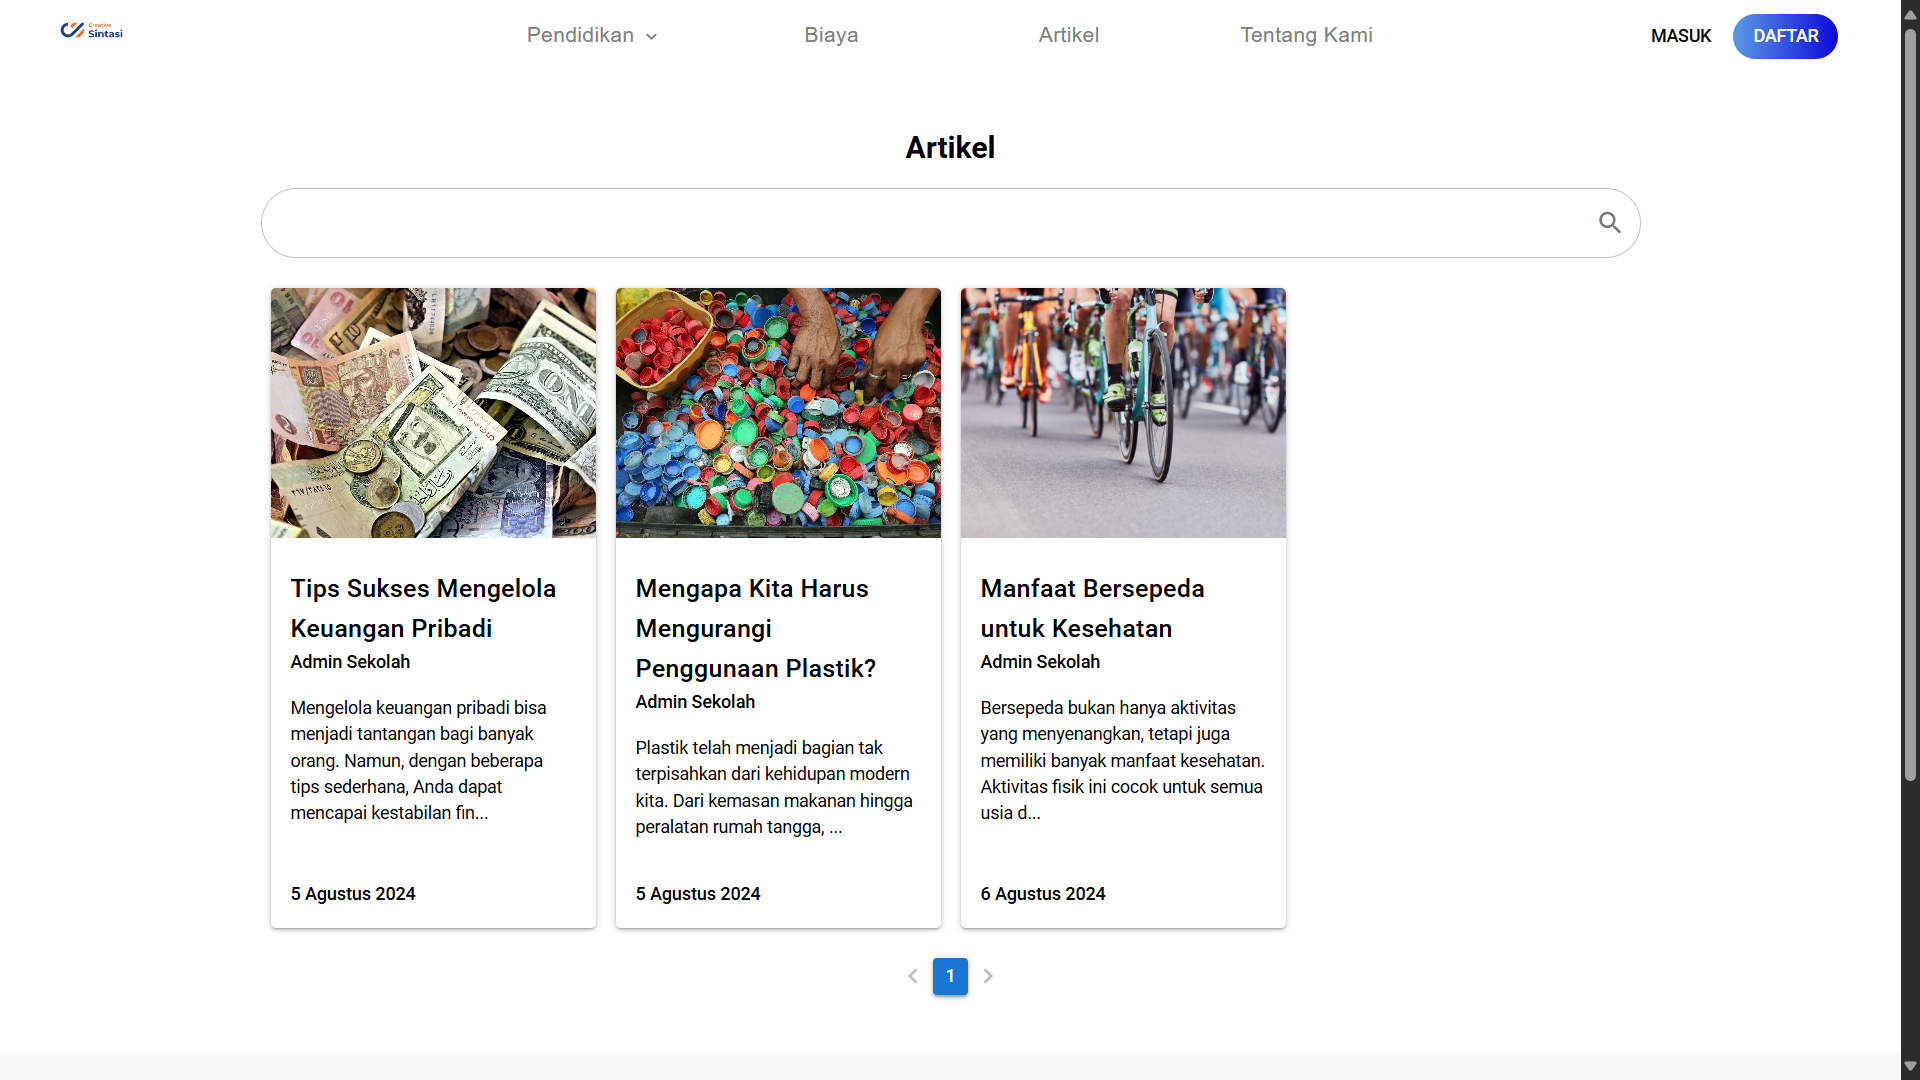 Creative
Sintasi
Pendidikan
Biaya
Artikel
Tentang Kami
MASUK
DAFTAR
Artikel
Tips Sukses Mengelola
Keuangan Pribadi
Admin Sekolah
Mengelola keuangan pribadi bisa
menjadi tantangan bagi banyak
orang. Namun, dengan beberapa
tips sederhana, Anda dapat
mencapai kestabilan fin...
5 Agustus 2024
Mengapa Kita Harus
Mengurangi
Penggunaan Plastik?
Admin Sekolah
Plastik telah menjadi bagian tak
terpisahkan dari kehidupan modern
kita. Dari kemasan makanan hingga
peralatan rumah tangga, ...
5 Agustus 2024
Manfaat Bersepeda
untuk Kesehatan
Admin Sekolah
Bersepeda bukan hanya aktivitas
yang menyenangkan, tetapi juga
memiliki banyak manfaat kesehatan.
Aktivitas fisik ini cocok untuk semua
usia d...
6 Agustus 2024
1